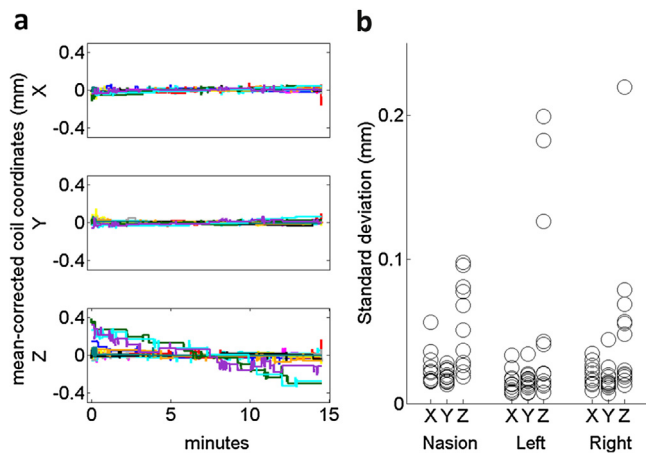 a
mean-corrected coil coordinates (mm)
X
0.4
0
-0.4
Y
0.4
0
-0.4
Z
0.4
0
-0.4
0 5 10 15
minutes
b
Standard deviation (mm)
0.2
0.1
0
X Y Z X Y Z X Y Z
Nasion Left Right